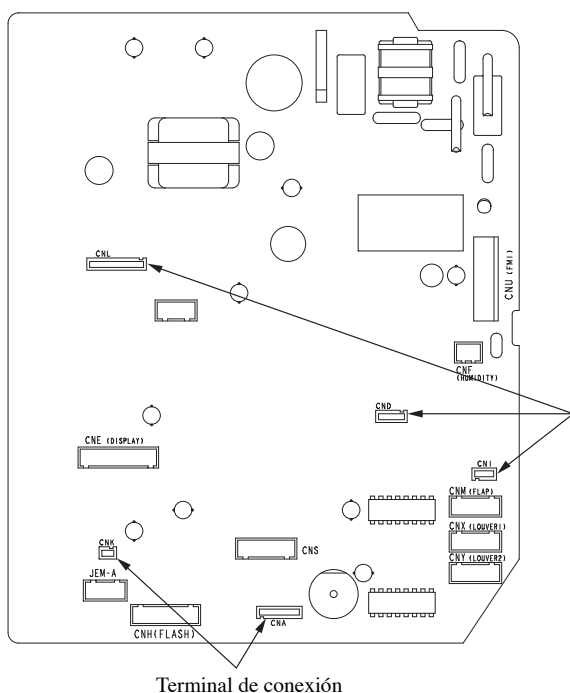 CNL
CNU (FMI)
CNF
(HUMIDITY)
CND
CNE (DISPLAY)
CNI
CNM (FLAP)
CNK
CNS
CNX (LOUVER1)
CNY (LOUVER2)
JEM-A
CNA
CNH(FLASH)
Terminal de conexión